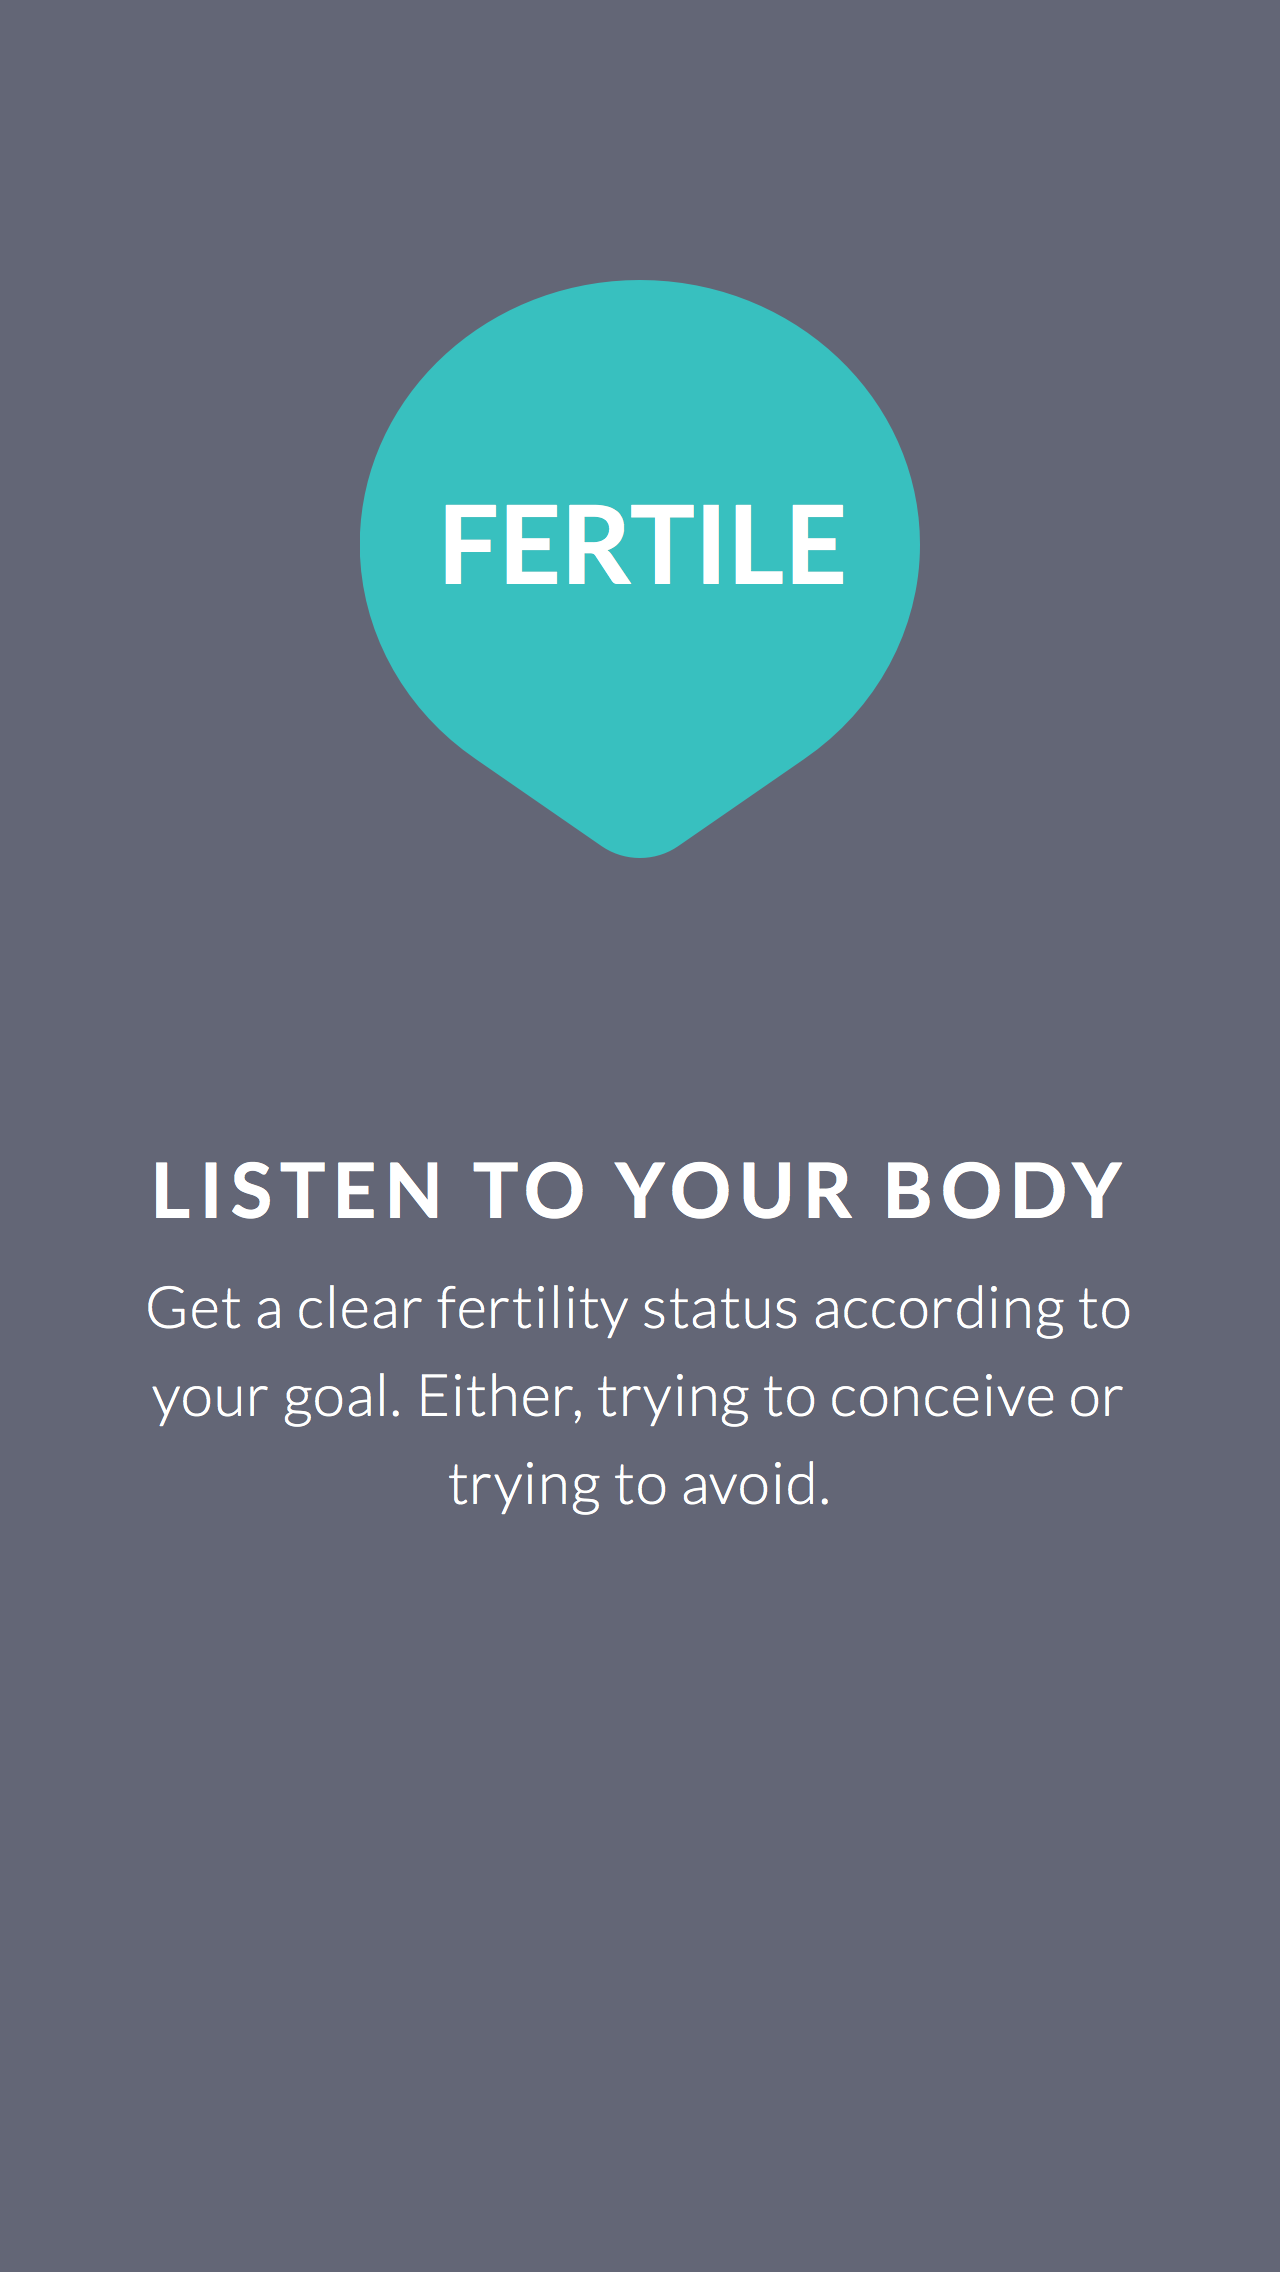 FERTILE
LISTEN TO YOUR BODY
Get a clear fertility status according to
your goal. Either, trying to conceive or
trying to avoid.